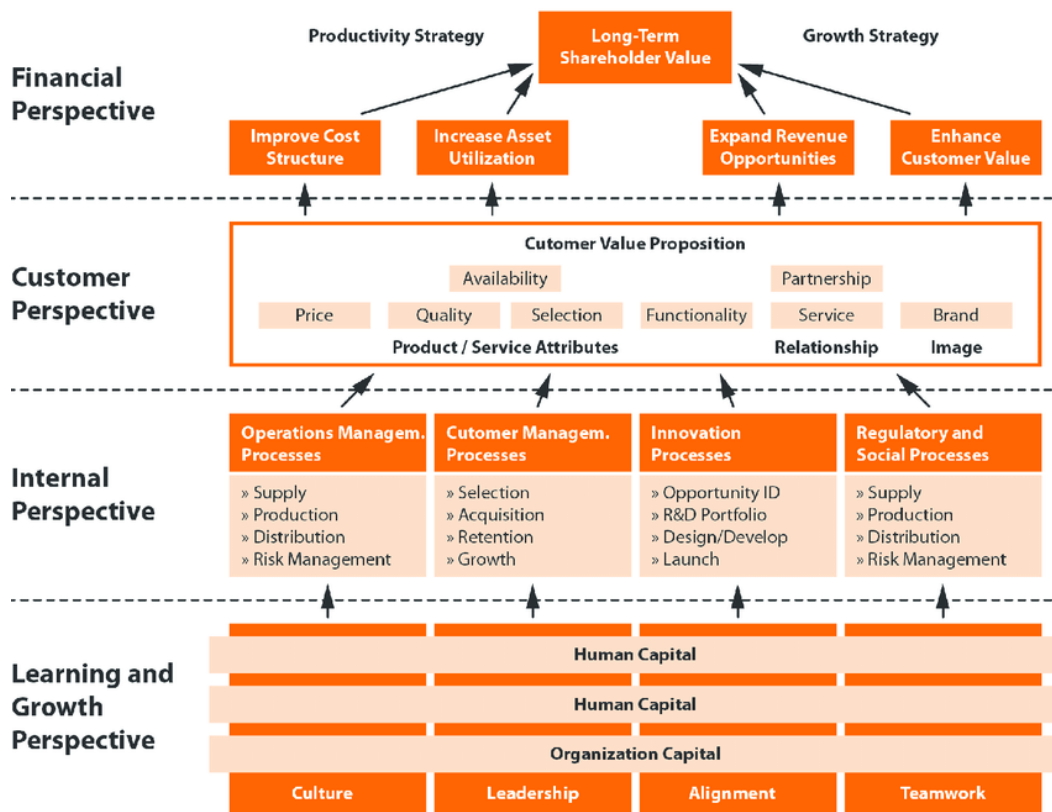 Productivity Strategy
Long-Term
Shareholder Value
Growth Strategy
Financial
Perspective
Improve Cost
Structure
Increase Asset
Utilization
Expand Revenue
Opportunities
Enhance
Customer Value
Customer
Perspective
Cutomer Value Proposition
Availability
Partnership
Price
Quality
Selection
Functionality
Service
Brand
Product / Service Attributes
Relationship
Image
Internal
Perspective
Operations Managem.
Processes
» Supply
» Production
» Distribution
» Risk Management
Cutomer Managem.
Processes
» Selection
» Acquisition
» Retention
» Growth
Innovation
Processes
» Opportunity ID
» R&D Portfolio
» Design/Develop
» Launch
Regulatory and
Social Processes
» Supply
» Production
» Distribution
» Risk Management
Learning and
Growth
Perspective
Human Capital
Human Capital
Organization Capital
Culture
Leadership
Alignment
Teamwork